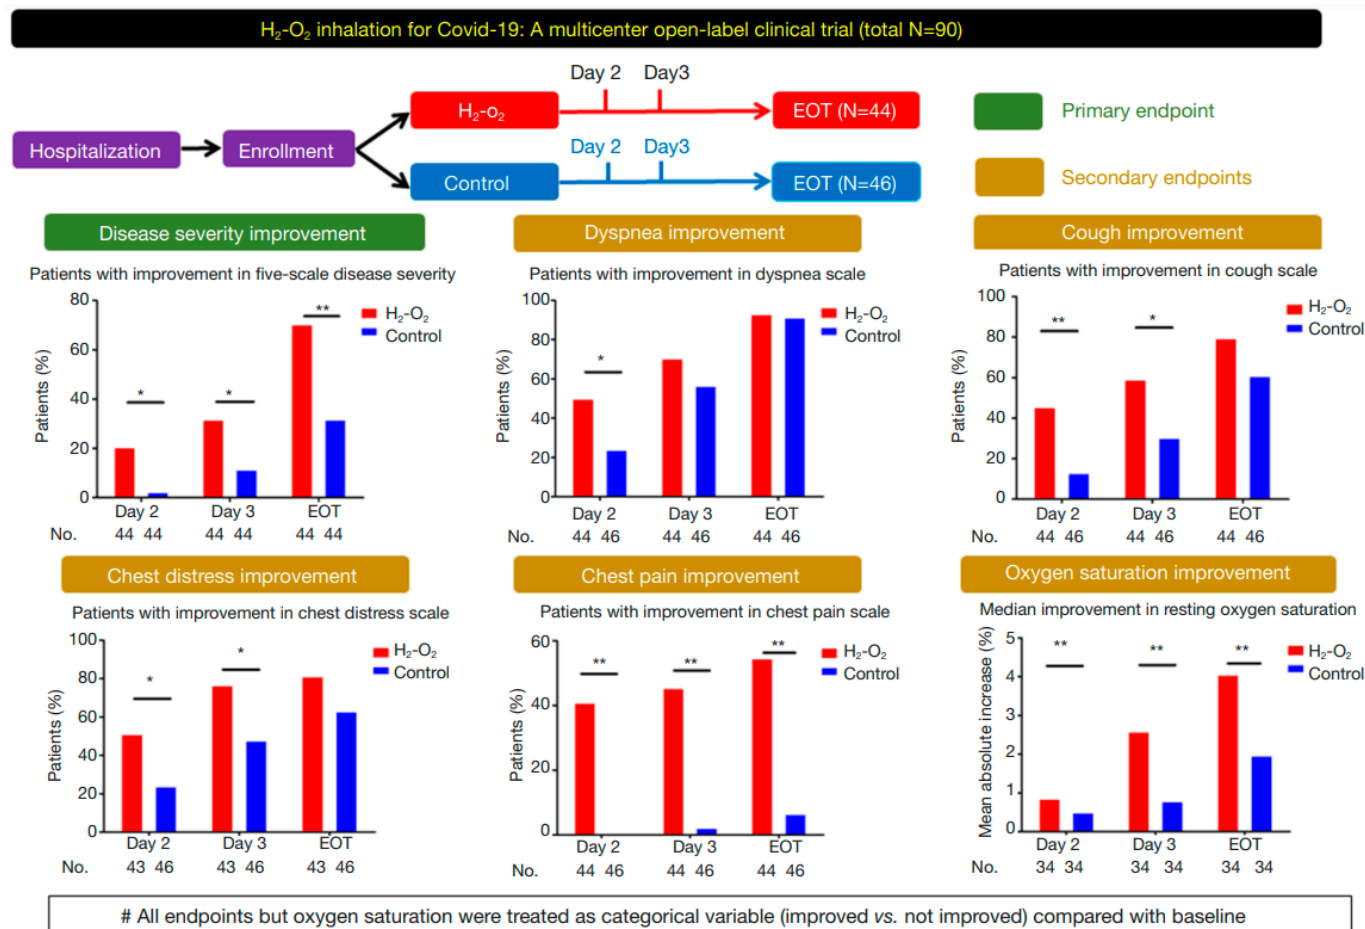 H₂-O₂ inhalation for Covid-19: A multicenter open-label clinical trial (total N=90)
Day 2 Day3
H₂-o₂ EOT (N=44)
Primary endpoint
Hospitalization Enrollment
Day 2 Day3
Control EOT (N=46)
Secondary endpoints
Disease severity improvement
Patients with improvement in five-scale disease severity
Patients (%)
80
60
40
20
0
* * **
H₂-O₂
Control
Day 2 Day 3 EOT
No. 44 44 44 44 44 44
Dyspnea improvement
Patients with improvement in dyspnea scale
Patients (%)
100
80
60
40
20
0
*
H₂-O₂
Control
Day 2 Day 3 EOT
No. 44 46 44 46 44 46
Cough improvement
Patients with improvement in cough scale
Patients (%)
100
80
60
40
20
0
** *
H₂-O₂
Control
Day 2 Day 3 EOT
No. 44 46 44 46 44 46
Chest distress improvement
Patients with improvement in chest distress scale
Patients (%)
100
80
60
40
20
0
* *
H₂-O₂
Control
Day 2 Day 3 EOT
No. 43 46 43 46 43 46
Chest pain improvement
Patients with improvement in chest pain scale
Patients (%)
60
40
20
0
** ** **
H₂-O₂
Control
Day 2 Day 3 EOT
No. 44 46 44 46 44 46
Oxygen saturation improvement
Median improvement in resting oxygen saturation
Mean absolute increase (%)
5
4
3
2
1
0
** ** **
H₂-O₂
Control
Day 2 Day 3 EOT
No. 34 34 34 34 34 34
# All endpoints but oxygen saturation were treated as categorical variable (improved vs. not improved) compared with baseline